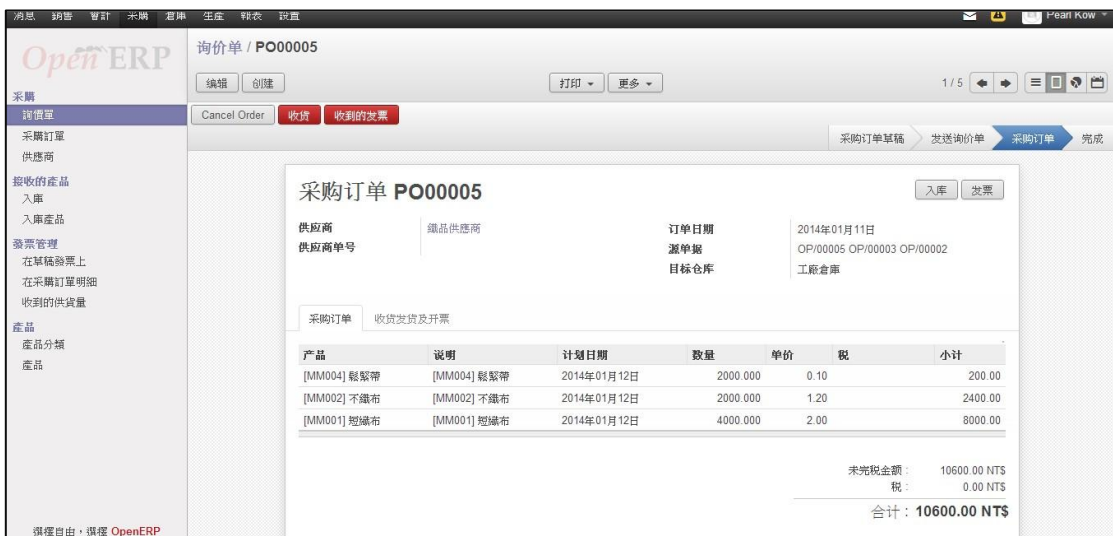 消息 銷售 會計 采購 倉庫 生産 報表 設置 Pearl Kow
OpenERP
询价单 / PO00005
编辑 创建 打印 更多 1 / 5
采購
詢價單
采購訂單
供應商
接收的産品
入庫
入庫産品
發票管理
在草稿發票上
在采購訂單明細
收到的供貨量
産品
産品分類
産品
選擇自由,選擇 OpenERP
Cancel Order 收货 收到的发票
采购订单草稿 发送询价单 采购订单 完成
采购订单 PO00005
入库 发票
供应商 織品供應商 订单日期 2014年01月11日
供应商单号 源单据 OP/00005 OP/00003 OP/00002
目标仓库 工廠倉庫
采购订单 收货发货及开票
产品 说明 计划日期 数量 单价 税 小计
[MM004] 鬆緊帶 [MM004] 鬆緊帶 2014年01月12日 2000.000 0.10 200.00
[MM002] 不織布 [MM002] 不織布 2014年01月12日 2000.000 1.20 2400.00
[MM001] 短纖布 [MM001] 短纖布 2014年01月12日 4000.000 2.00 8000.00
未完税金额 : 10600.00 NT$
税 : 0.00 NT$
合计 : 10600.00 NT$